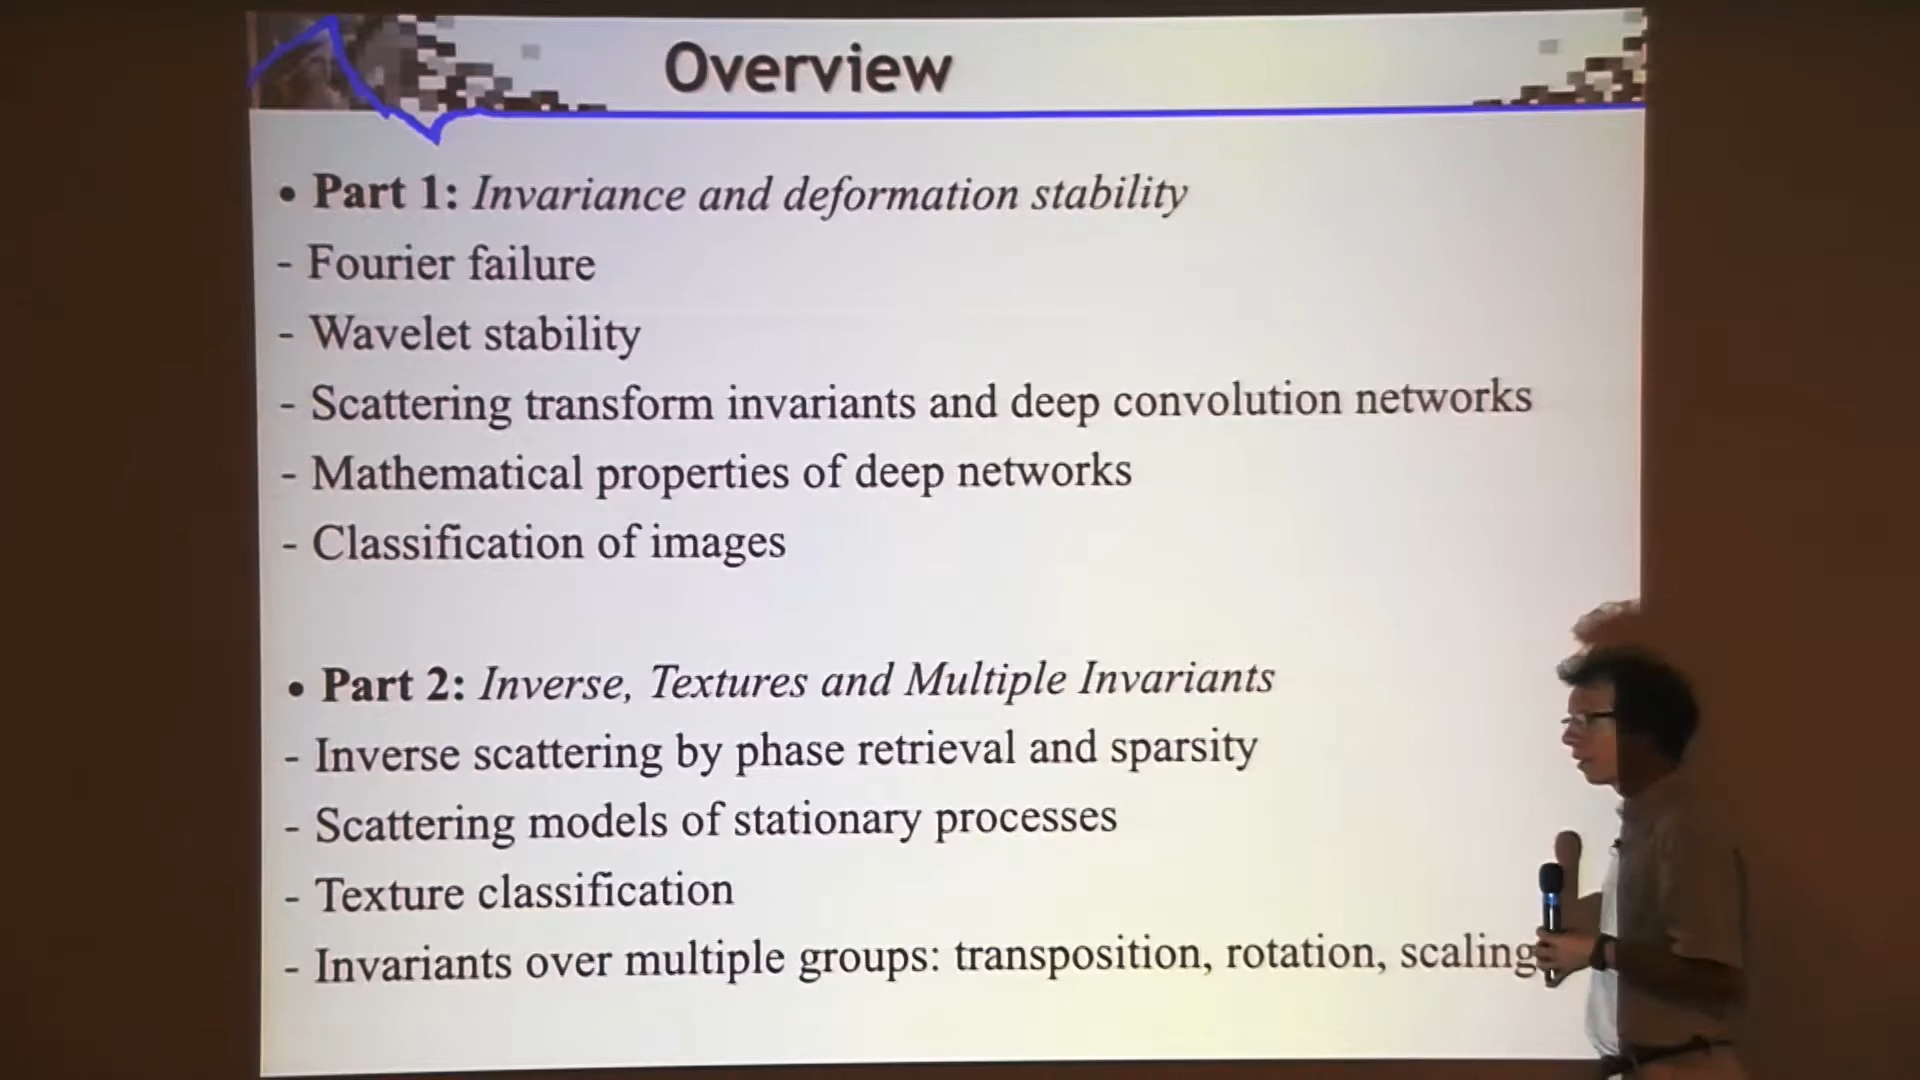 Overview
• Part 1: Invariance and deformation stability
- Fourier failure
- Wavelet stability
- Scattering transform invariants and deep convolution networks
- Mathematical properties of deep networks
- Classification of images
• Part 2: Inverse, Textures and Multiple Invariants
- Inverse scattering by phase retrieval and sparsity
- Scattering models of stationary processes
- Texture classification
- Invariants over multiple groups: transposition, rotation, scaling